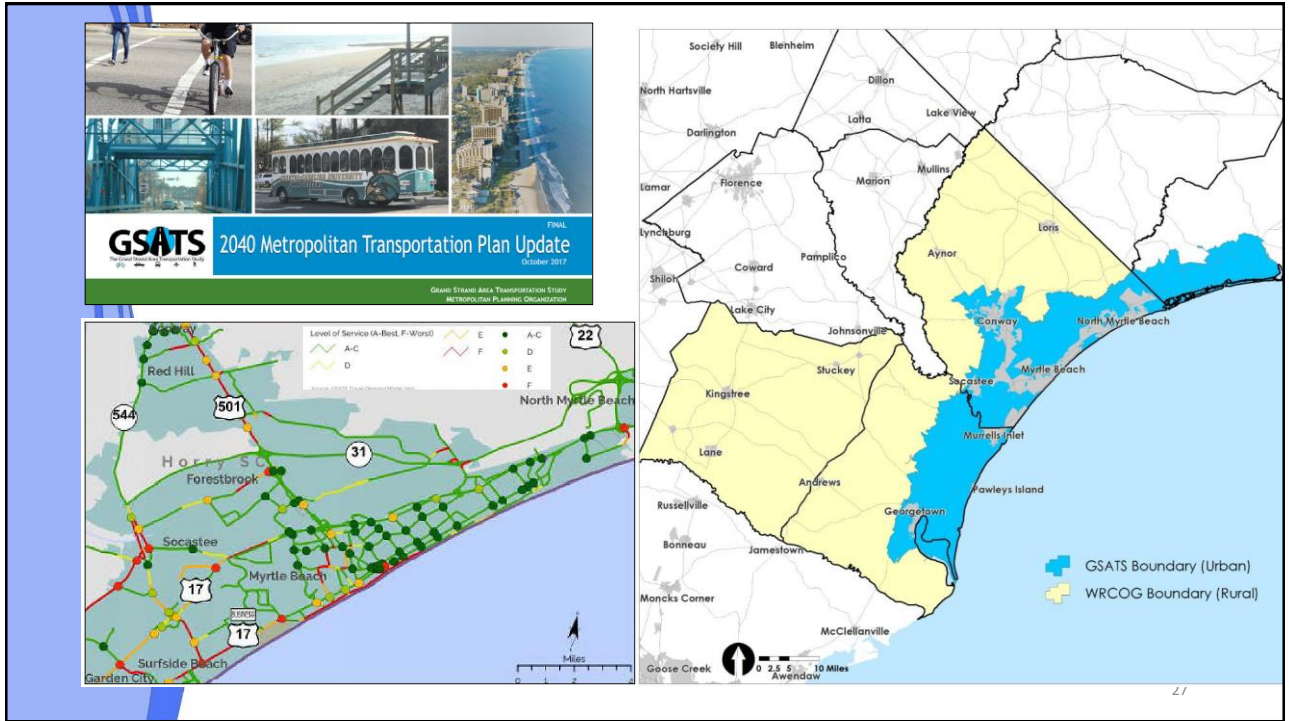 GSATS
The Grand Strand Area Transportation Study
FINAL
2040 Metropolitan Transportation Plan Update
October 2017
GRAND STRAND AREA TRANSPORTATION STUDY
METROPOLITAN PLANNING ORGANIZATION
Level of Service (A-Best, F-Worst)
A-C
D
E
F
A-C
D
E
F
22
Red Hill
North Myrtle Beach
544
501
31
Horry SC
Forestbrook
Socastee
17
Myrtle Beach
BUSINESS
17
Surfside Beach
Garden City
Miles
0 2 4
Society Hill
Blenheim
Dillon
North Hartsville
Lake View
Latta
Darlington
Mullins
Lamar
Florence
Marion
Loris
Lynchburg
Aynor
Pamplico
Shiloh
Coward
Lake City
Conway
North Myrtle Beach
Johnsonville
Stuckey
Myrtle Beach
Socastee
Kingstree
Murrells Inlet
Lane
Andrews
Pawleys Island
Russellville
Georgetown
Bonneau
Jamestown
GSATS Boundary (Urban)
WRCOG Boundary (Rural)
Moncks Corner
McClellanville
0 2.5 5 10 Miles
Goose Creek
Awendaw
27